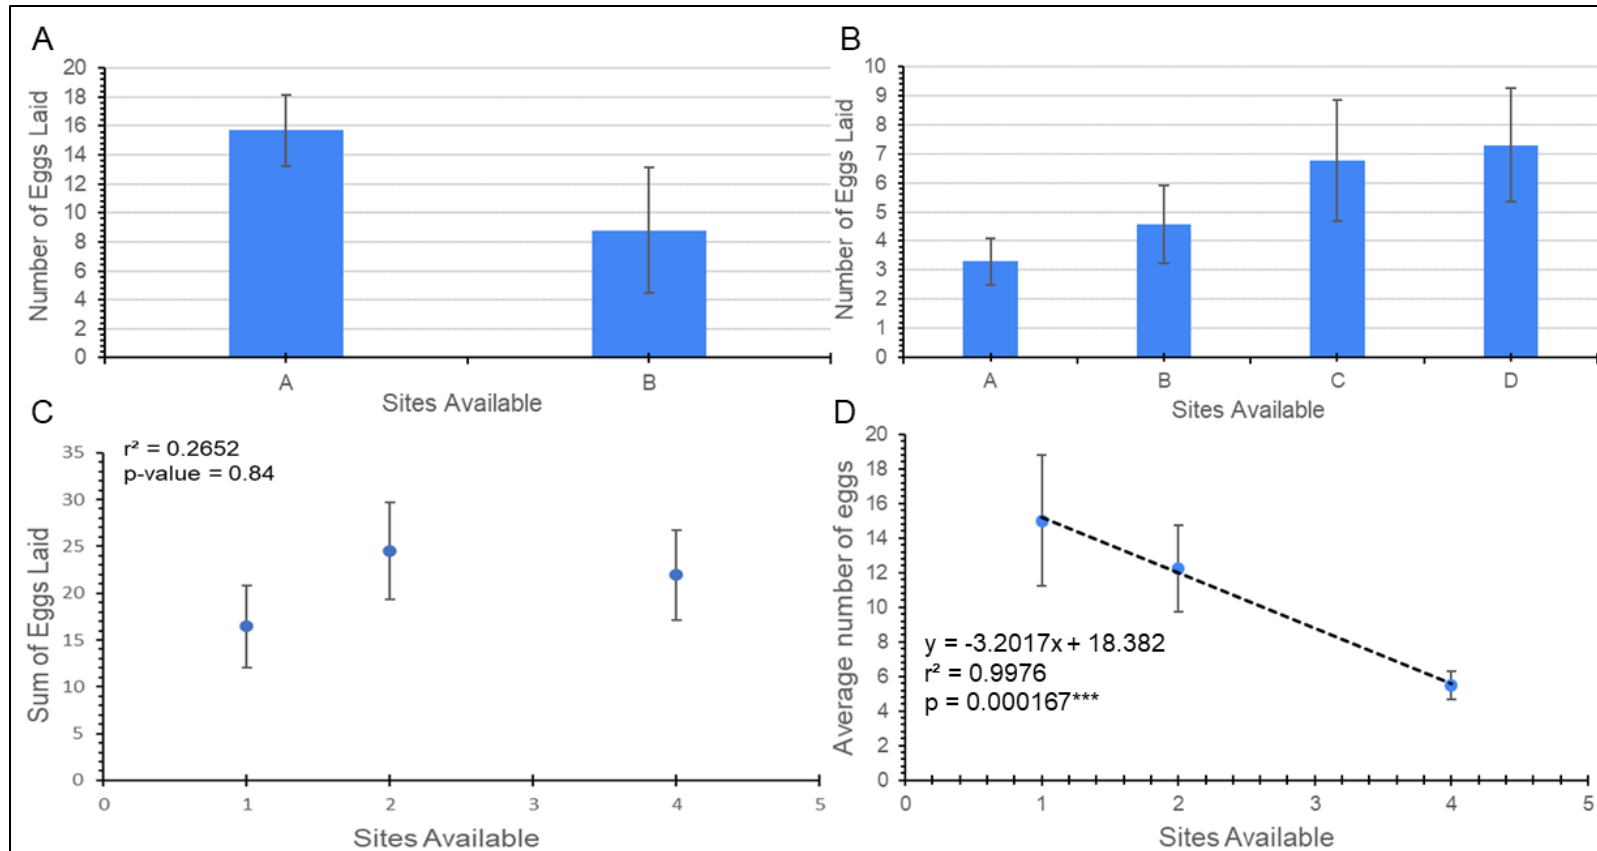 A
Number of Eggs Laid
20
18
16
14
12
10
8
6
4
2
0
A
B
Sites Available
B
Number of Eggs Laid
10
9
8
7
6
5
4
3
2
1
0
A
B
C
D
Sites Available
C
r² = 0.2652
p-value = 0.84
Sum of Eggs Laid
35
30
25
20
15
10
5
0
0
1
2
3
4
5
Sites Available
D
Average number of eggs
20
18
16
14
12
10
8
6
4
2
0
y = -3.2017x + 18.382
r² = 0.9976
p = 0.000167***
0
1
2
3
4
5
Sites Available